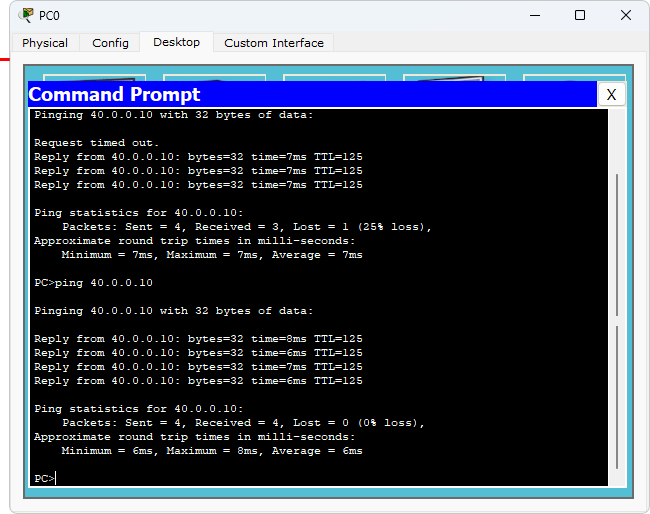 PC0
Physical Config Desktop Custom Interface
Command Prompt X
Pinging 40.0.0.10 with 32 bytes of data:
Request timed out.
Reply from 40.0.0.10: bytes=32 time=7ms TTL=125
Reply from 40.0.0.10: bytes=32 time=7ms TTL=125
Reply from 40.0.0.10: bytes=32 time=7ms TTL=125
Ping statistics for 40.0.0.10:
Packets: Sent = 4, Received = 3, Lost = 1 (25% loss),
Approximate round trip times in milli-seconds:
Minimum = 7ms, Maximum = 7ms, Average = 7ms
PC>ping 40.0.0.10
Pinging 40.0.0.10 with 32 bytes of data:
Reply from 40.0.0.10: bytes=32 time=8ms TTL=125
Reply from 40.0.0.10: bytes=32 time=6ms TTL=125
Reply from 40.0.0.10: bytes=32 time=7ms TTL=125
Reply from 40.0.0.10: bytes=32 time=6ms TTL=125
Ping statistics for 40.0.0.10:
Packets: Sent = 4, Received = 4, Lost = 0 (0% loss),
Approximate round trip times in milli-seconds:
Minimum = 6ms, Maximum = 8ms, Average = 6ms
PC>